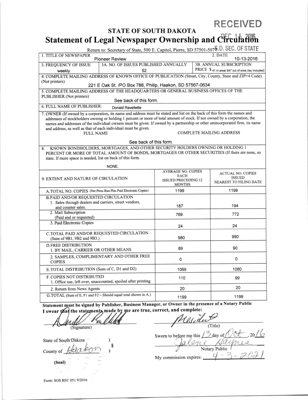 RECEIVED
STATE OF SOUTH DAKOTA
Statement of Legal Newspaper Ownership and Circulation
S.D. SEC. OF STATE
Return to: Secretary of State, 500 E. Capitol, Pierre, SD 57501-5070
1. TITLE OF NEWSPAPER
Pioneer Review
2. DATE
10-13-2016
3. FREQUENCY OF ISSUE
weekly
3A. NO. OF ISSUES PUBLISHED ANNUALLY
52
3B. ANNUAL SUBSCRIPTION
PRICE $
4. COMPLETE MAILING ADDRESS OF KNOWN OFFICE OF PUBLICATION (Street, City, County, State and ZIP+4 Code)
(Not printers)
221 E Oak St. PO Box 788, Philip, Haakon, SD 57567-0634
5. COMPLETE MAILING ADDRESS OF THE HEADQUARTERS OR GENERAL BUSINESS OFFICES OF THE
PUBLISHER (Not printer)
See back of this form.
6. FULL NAME OF PUBLISHER:
Donald Ravellette
7. OWNER (If owned by a corporation, its name and address must be stated and list on the back of this form the names and
addresses of stockholders owning or holding 1 percent or more of total amount of stock. If not owned by a corporation, the
names and addresses of the individual owners must be given. If owned by a partnership or other unincorporated firm, its name
and address, as well as that of each individual must be given.
FULL NAME
COMPLETE MAILING ADDRESS
See back of this form.
8. KNOWN BONDHOLDERS, MORTGAGEES, AND OTHER SECURITY HOLDERS OWNING OR HOLDING 1
PERCENT OR MORE OF TOTAL AMOUNT OF BONDS, MORTGAGES OR OTHER SECURITIES (If there are none, so
state. If more space is needed, list on back of this form.
NONE
9. EXTENT AND NATURE OF CIRCULATION
AVERAGE NO. COPIES
EACH
ISSUED PRECEDING 12
MONTHS
ACTUAL NO. COPIES
ISSUED
NEAREST TO FILING DATE
A. TOTAL NO. COPIES (Net Press Run Plus Paid Electronic Copies)
1199
1199
B. PAID AND/OR REQUESTED CIRCULATION
1. Sales through dealers and carriers, street vendors,
and counter sales
187
194
2. Mail Subscription
(Paid and or requested)
769
772
3. Paid Electronic Copies
24
24
C. TOTAL PAID AND/OR REQUESTED CIRCULATION
(Sum of 9B1, 9B2 and 9B3.)
980
990
D. FREE DISTRIBUTION
1. BY MAIL, CARRIER OR OTHER MEANS
89
90
2. SAMPLES, COMPLIMENTARY AND OTHER FREE
COPIES
0
0
E. TOTAL DISTRIBUTION (Sum of C, D1 and D2)
1069
1080
F. COPIES NOT DISTRIBUTED
1. Office use, left over, unaccounted, spoiled after printing
110
99
2. Return from News Agents
20
20
G. TOTAL (Sum of E, F1 and F2 – Should equal total shown in A.)
1199
1199
Statement must be signed by Publisher, Business Manager, or Owner in the presence of a Notary Public
I swear that the statements made by me are true, correct, and complete:
President
(Signature)
(Title)
State of South Dakota )
Sworn to before me this 13 day of Oct, 2016
County of Haakon ) §
Notary Public
(Seal)
My commission expires: 4-3-2021
Form: SOS REC 051 9/2016